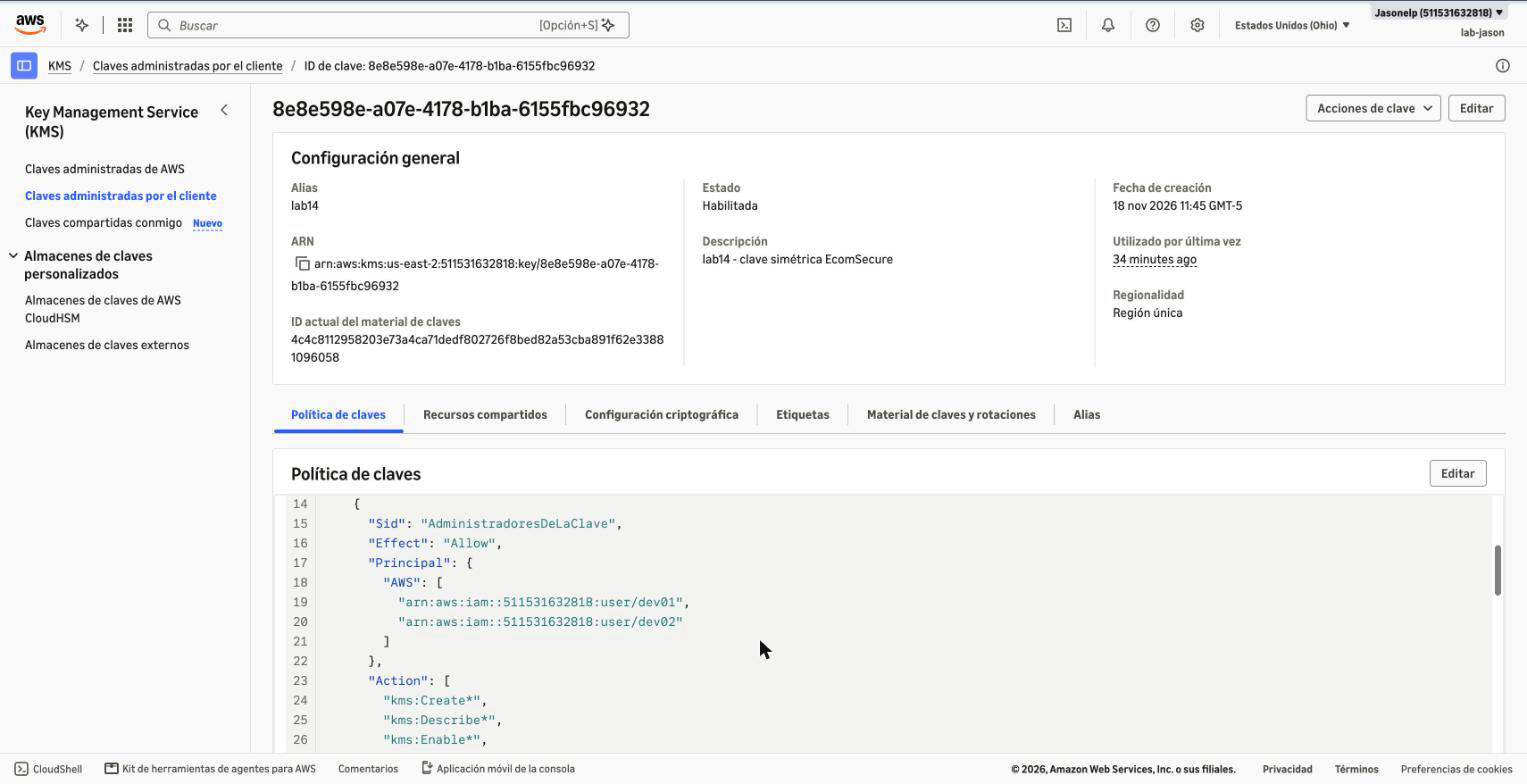 aws
Buscar
[Opción+S]
Estados Unidos (Ohio)
Jasonelp (511531632818)
lab-jason
KMS / Claves administradas por el cliente / ID de clave: 8e8e598e-a07e-4178-b1ba-6155fbc96932
Key Management Service
(KMS)
Claves administradas de AWS
Claves administradas por el cliente
Claves compartidas conmigo Nuevo
Almacenes de claves
personalizados
Almacenes de claves de AWS
CloudHSM
Almacenes de claves externos
8e8e598e-a07e-4178-b1ba-6155fbc96932
Acciones de clave
Editar
Configuración general
Alias
lab14
ARN
arn:aws:kms:us-east-2:511531632818:key/8e8e598e-a07e-4178-
b1ba-6155fbc96932
ID actual del material de claves
4c4c8112958203e73a4ca71dedf802726f8bed82a53cba891f62e3388
1096058
Estado
Habilitada
Descripción
lab14 - clave simétrica EcomSecure
Fecha de creación
18 nov 2026 11:45 GMT-5
Utilizado por última vez
34 minutes ago
Regionalidad
Región única
Política de claves
Recursos compartidos
Configuración criptográfica
Etiquetas
Material de claves y rotaciones
Alias
Política de claves
Editar
14 {
15 "Sid": "AdministradoresDeLaClave",
16 "Effect": "Allow",
17 "Principal": {
18 "AWS": [
19 "arn:aws:iam::511531632818:user/dev01",
20 "arn:aws:iam::511531632818:user/dev02"
21 ]
22 },
23 "Action": [
24 "kms:Create*",
25 "kms:Describe*",
26 "kms:Enable*",
CloudShell
Kit de herramientas de agentes para AWS
Comentarios
Aplicación móvil de la consola
© 2026, Amazon Web Services, Inc. o sus filiales.
Privacidad
Términos
Preferencias de cookies